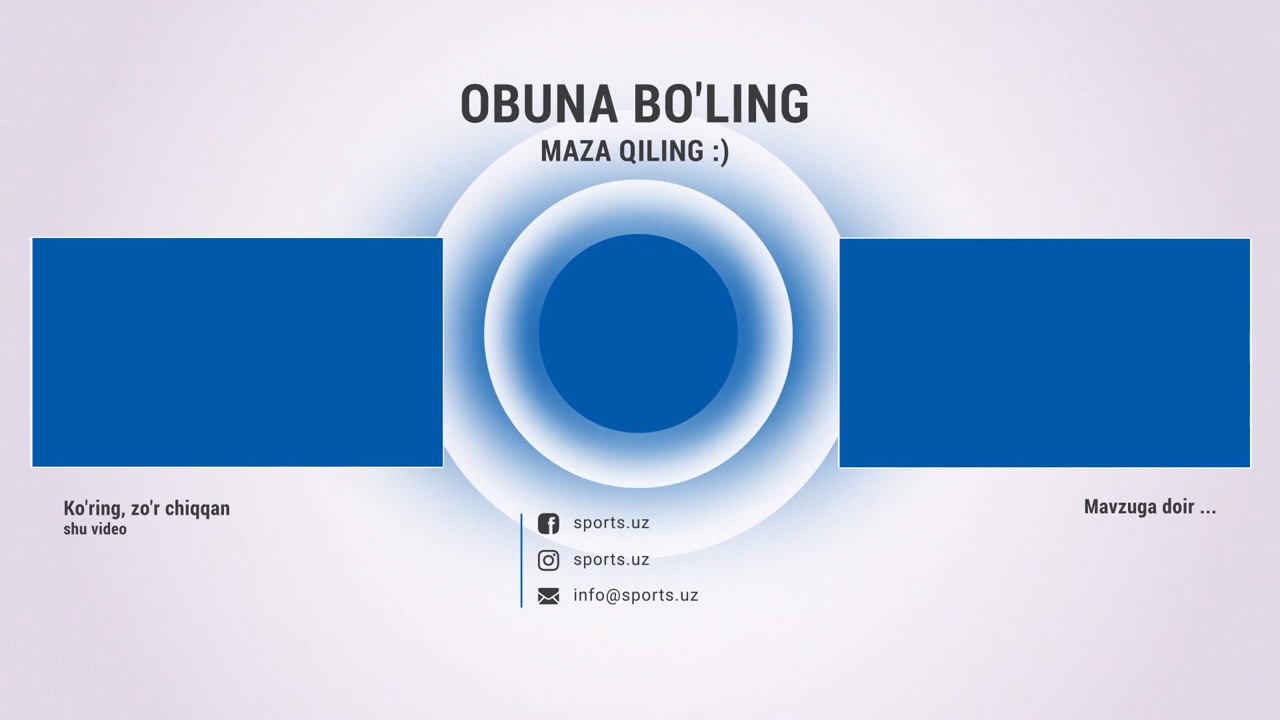 OBUNA BO'LING
MAZA QILING :)
Ko'ring, zo'r chiqqan
shu video
Mavzuga doir ...
sports.uz
sports.uz
info@sports.uz